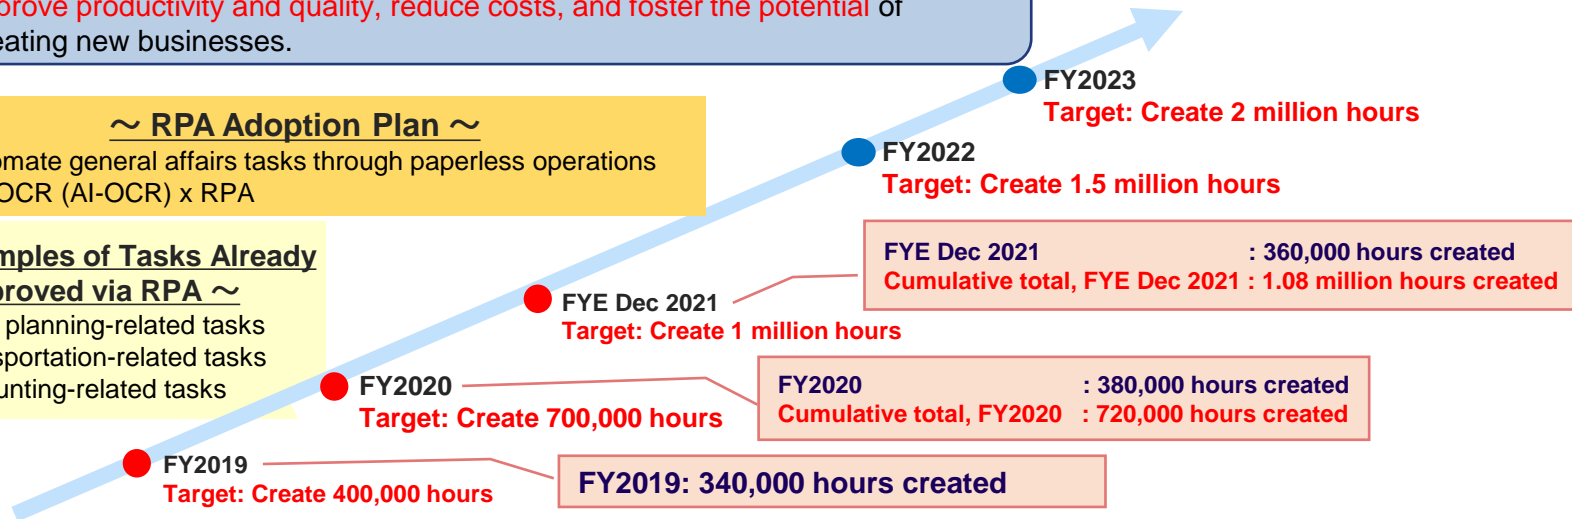 prove productivity and quality, reduce costs, and foster the potential of
eating new businesses.
～ RPA Adoption Plan ～
omate general affairs tasks through paperless operations
OCR (AI-OCR) x RPA
mples of Tasks Already
proved via RPA ～
planning-related tasks
sportation-related tasks
unting-related tasks
FY2023
Target: Create 2 million hours
FY2022
Target: Create 1.5 million hours
FYE Dec 2021 : 360,000 hours created
Cumulative total, FYE Dec 2021 : 1.08 million hours created
FYE Dec 2021
Target: Create 1 million hours
FY2020
Target: Create 700,000 hours
FY2020 : 380,000 hours created
Cumulative total, FY2020 : 720,000 hours created
FY2019
Target: Create 400,000 hours
FY2019: 340,000 hours created